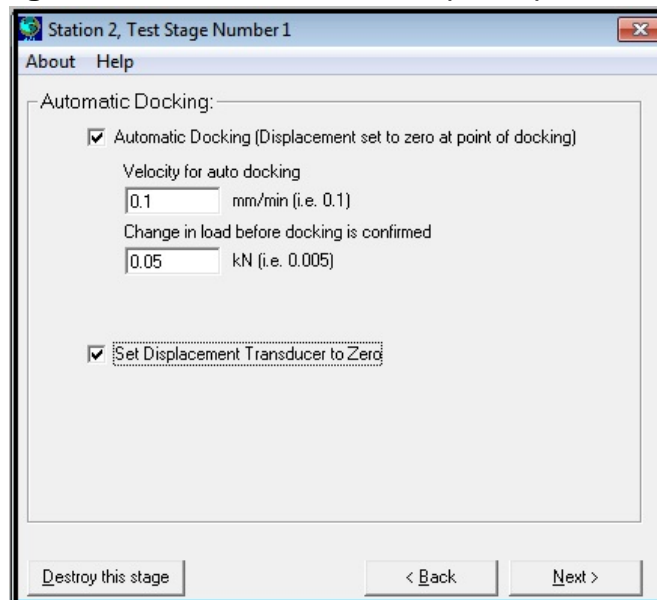 Station 2, Test Stage Number 1
About Help
Automatic Docking:
Automatic Docking (Displacement set to zero at point of docking)
Velocity for auto docking
0.1 mm/min (i.e. 0.1)
Change in load before docking is confirmed
0.05 kN (i.e. 0.005)
Set Displacement Transducer to Zero
Destroy this stage < Back Next >